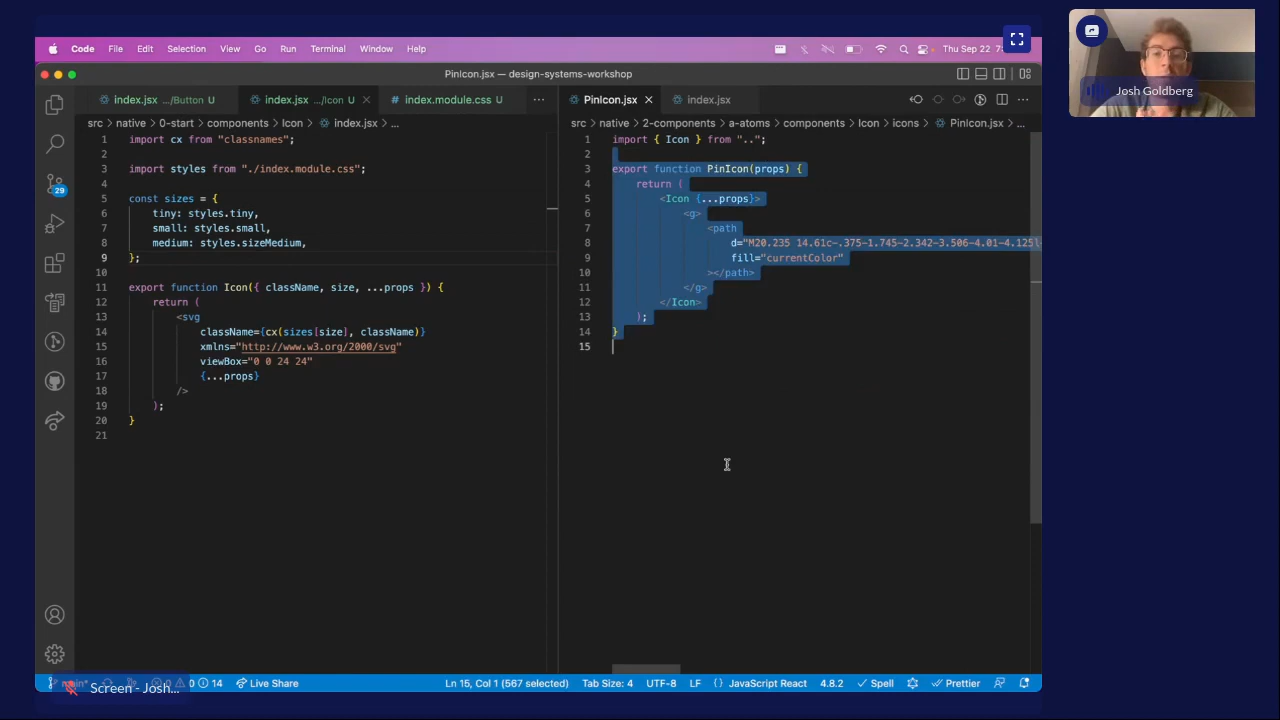 Code File Edit Selection View Go Run Terminal Window Help
Thu Sep 22 7:
Josh Goldberg
PinIcon.jsx — design-systems-workshop
index.jsx .../Button U
index.jsx .../Icon
index.module.css U
PinIcon.jsx
index.jsx
src > native > 0-start > components > Icon > index.jsx > ...
1 import cx from "classnames";
2
3 import styles from "./index.module.css";
4
5 const sizes = {
6 tiny: styles.tiny,
7 small: styles.small,
8 medium: styles.sizeMedium,
9 };
10
11 export function Icon({ className, size, ...props }) {
12 return (
13 <svg
14 className={cx(sizes[size], className)}
15 xmlns="http://www.w3.org/2000/svg"
16 viewBox="0 0 24 24"
17 {...props}
18 />
19 );
20 }
21
src > native > 2-components > a-atoms > components > Icon > icons > PinIcon.jsx > ...
1 import { Icon } from "..";
2
3 export function PinIcon(props) {
4 return (
5 <Icon {...props}>
6 <g>
7 <path
8 d="M20.235 14.61c-.375-1.745-2.342-3.506-4.01-4.125l-
9 fill="currentColor"
10 ></path>
11 </g>
12 </Icon>
13 );
14 }
15
29
main*
0 0 14
Live Share
Ln 15, Col 1 (567 selected)
Tab Size: 4
UTF-8
LF
{ } JavaScript React
4.8.2
Spell
Prettier
Screen - Josh...